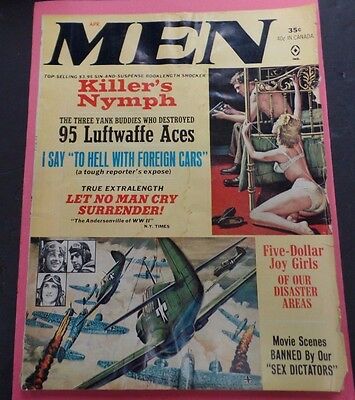 APR.
MEN
35¢
40¢ IN CANADA
TOP-SELLING $3.95 SIN-AND-SUSPENSE BOOKLENGTH SHOCKER
Killer's
Nymph
THE THREE YANK BUDDIES WHO DESTROYED
95 Luftwaffe Aces
I SAY "TO HELL WITH FOREIGN CARS"
(a tough reporter's expose)
TRUE EXTRALENGTH
LET NO MAN CRY
SURRENDER!
"The Andersonville of WW II"
N.Y. TIMES
Five-Dollar
Joy Girls
OF OUR
DISASTER
AREAS
Movie Scenes
BANNED By Our
"SEX DICTATORS"